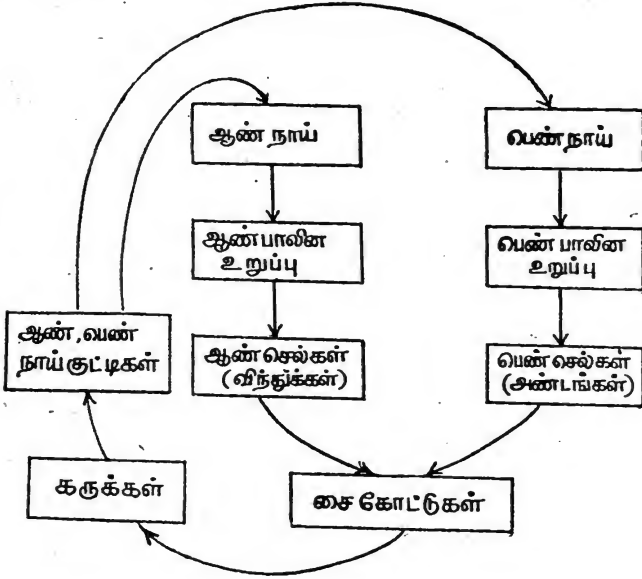 ஆண் நாய்
பெண் நாய்
ஆண்பாலின
உறுப்பு
பெண் பாலின
உறுப்பு
ஆண், பெண்
நாய்குட்டிகள்
ஆண் செல்கள்
(விந்துக்கள்)
பெண் செல்கள்
(அண்டங்கள்)
கருக்கள்
சைகோட்டுகள்